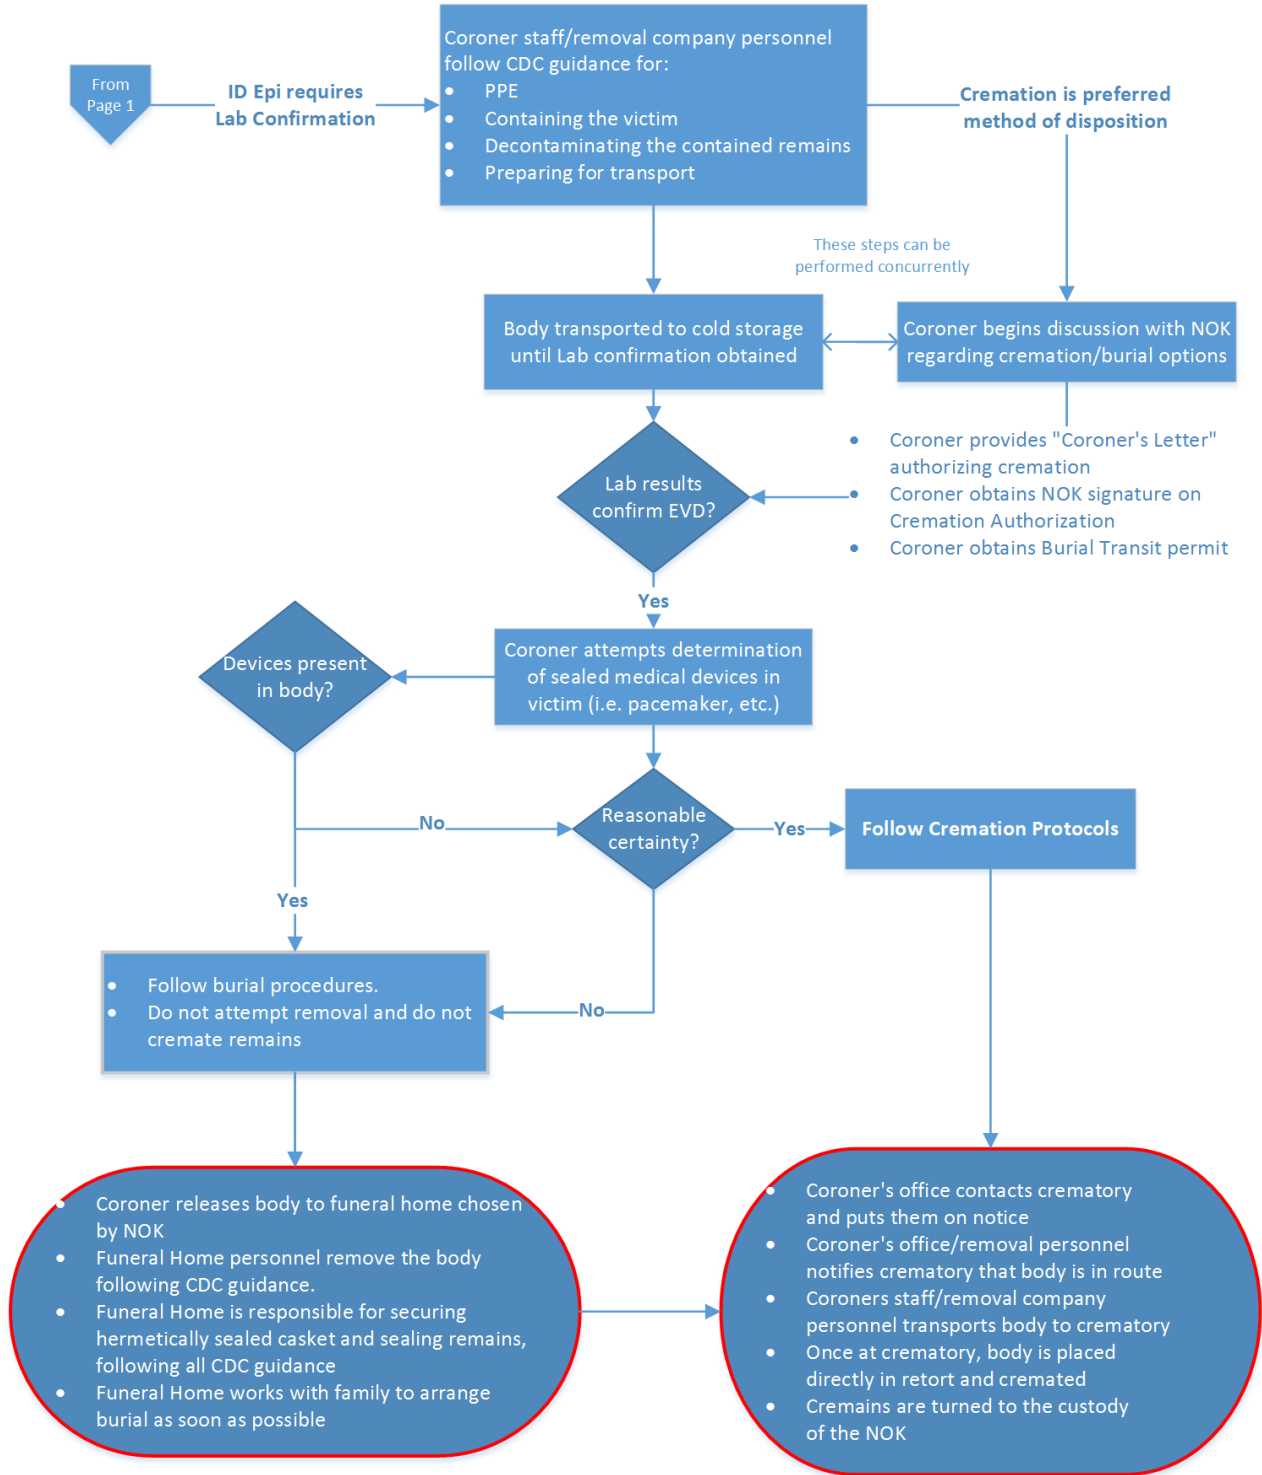 From
Page 1
ID Epi requires
Lab Confirmation
Coroner staff/removal company personnel
follow CDC guidance for:
• PPE
• Containing the victim
• Decontaminating the contained remains
• Preparing for transport
Cremation is preferred
method of disposition
These steps can be
performed concurrently
Body transported to cold storage
until Lab confirmation obtained
Coroner begins discussion with NOK
regarding cremation/burial options
• Coroner provides "Coroner's Letter"
authorizing cremation
• Coroner obtains NOK signature on
Cremation Authorization
• Coroner obtains Burial Transit permit
Lab results
confirm EVD?
Yes
Coroner attempts determination
of sealed medical devices in
victim (i.e. pacemaker, etc.)
Devices present
in body?
No
Reasonable
certainty?
Yes
Follow Cremation Protocols
Yes
• Follow burial procedures.
• Do not attempt removal and do not
cremate remains
No
• Coroner releases body to funeral home chosen
by NOK
• Funeral Home personnel remove the body
following CDC guidance.
• Funeral Home is responsible for securing
hermetically sealed casket and sealing remains,
following all CDC guidance
• Funeral Home works with family to arrange
burial as soon as possible
• Coroner's office contacts crematory
and puts them on notice
• Coroner's office/removal personnel
notifies crematory that body is in route
• Coroners staff/removal company
personnel transports body to crematory
• Once at crematory, body is placed
directly in retort and cremated
• Cremains are turned to the custody
of the NOK